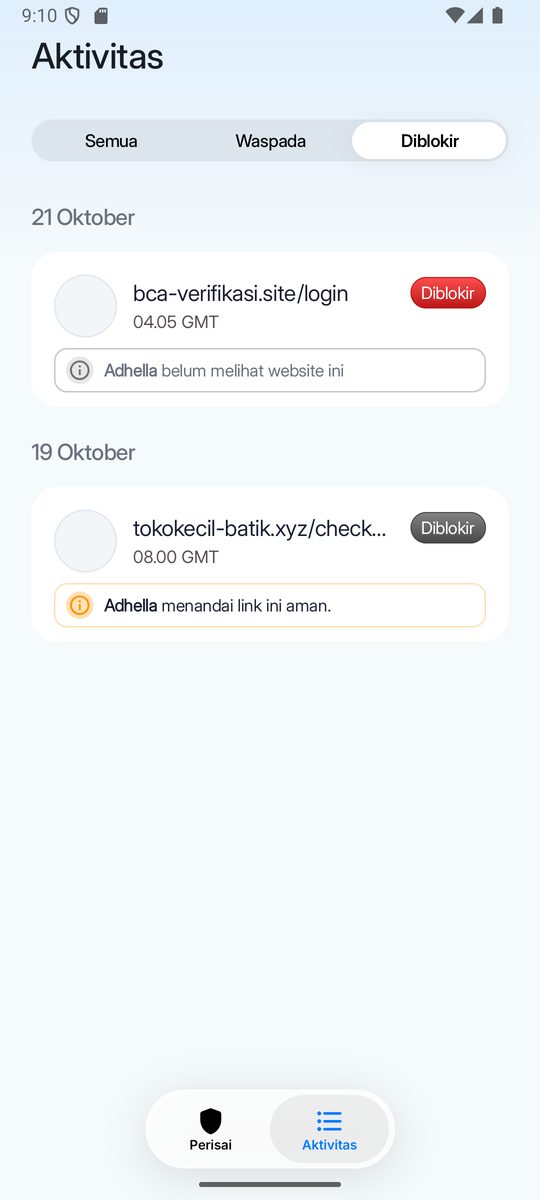 9:10
Aktivitas
Semua
Waspada
Diblokir
21 Oktober
bca-verifikasi.site/login
Diblokir
04.05 GMT
Adhella belum melihat website ini
19 Oktober
tokokecil-batik.xyz/check...
Diblokir
08.00 GMT
Adhella menandai link ini aman.
Perisai
Aktivitas